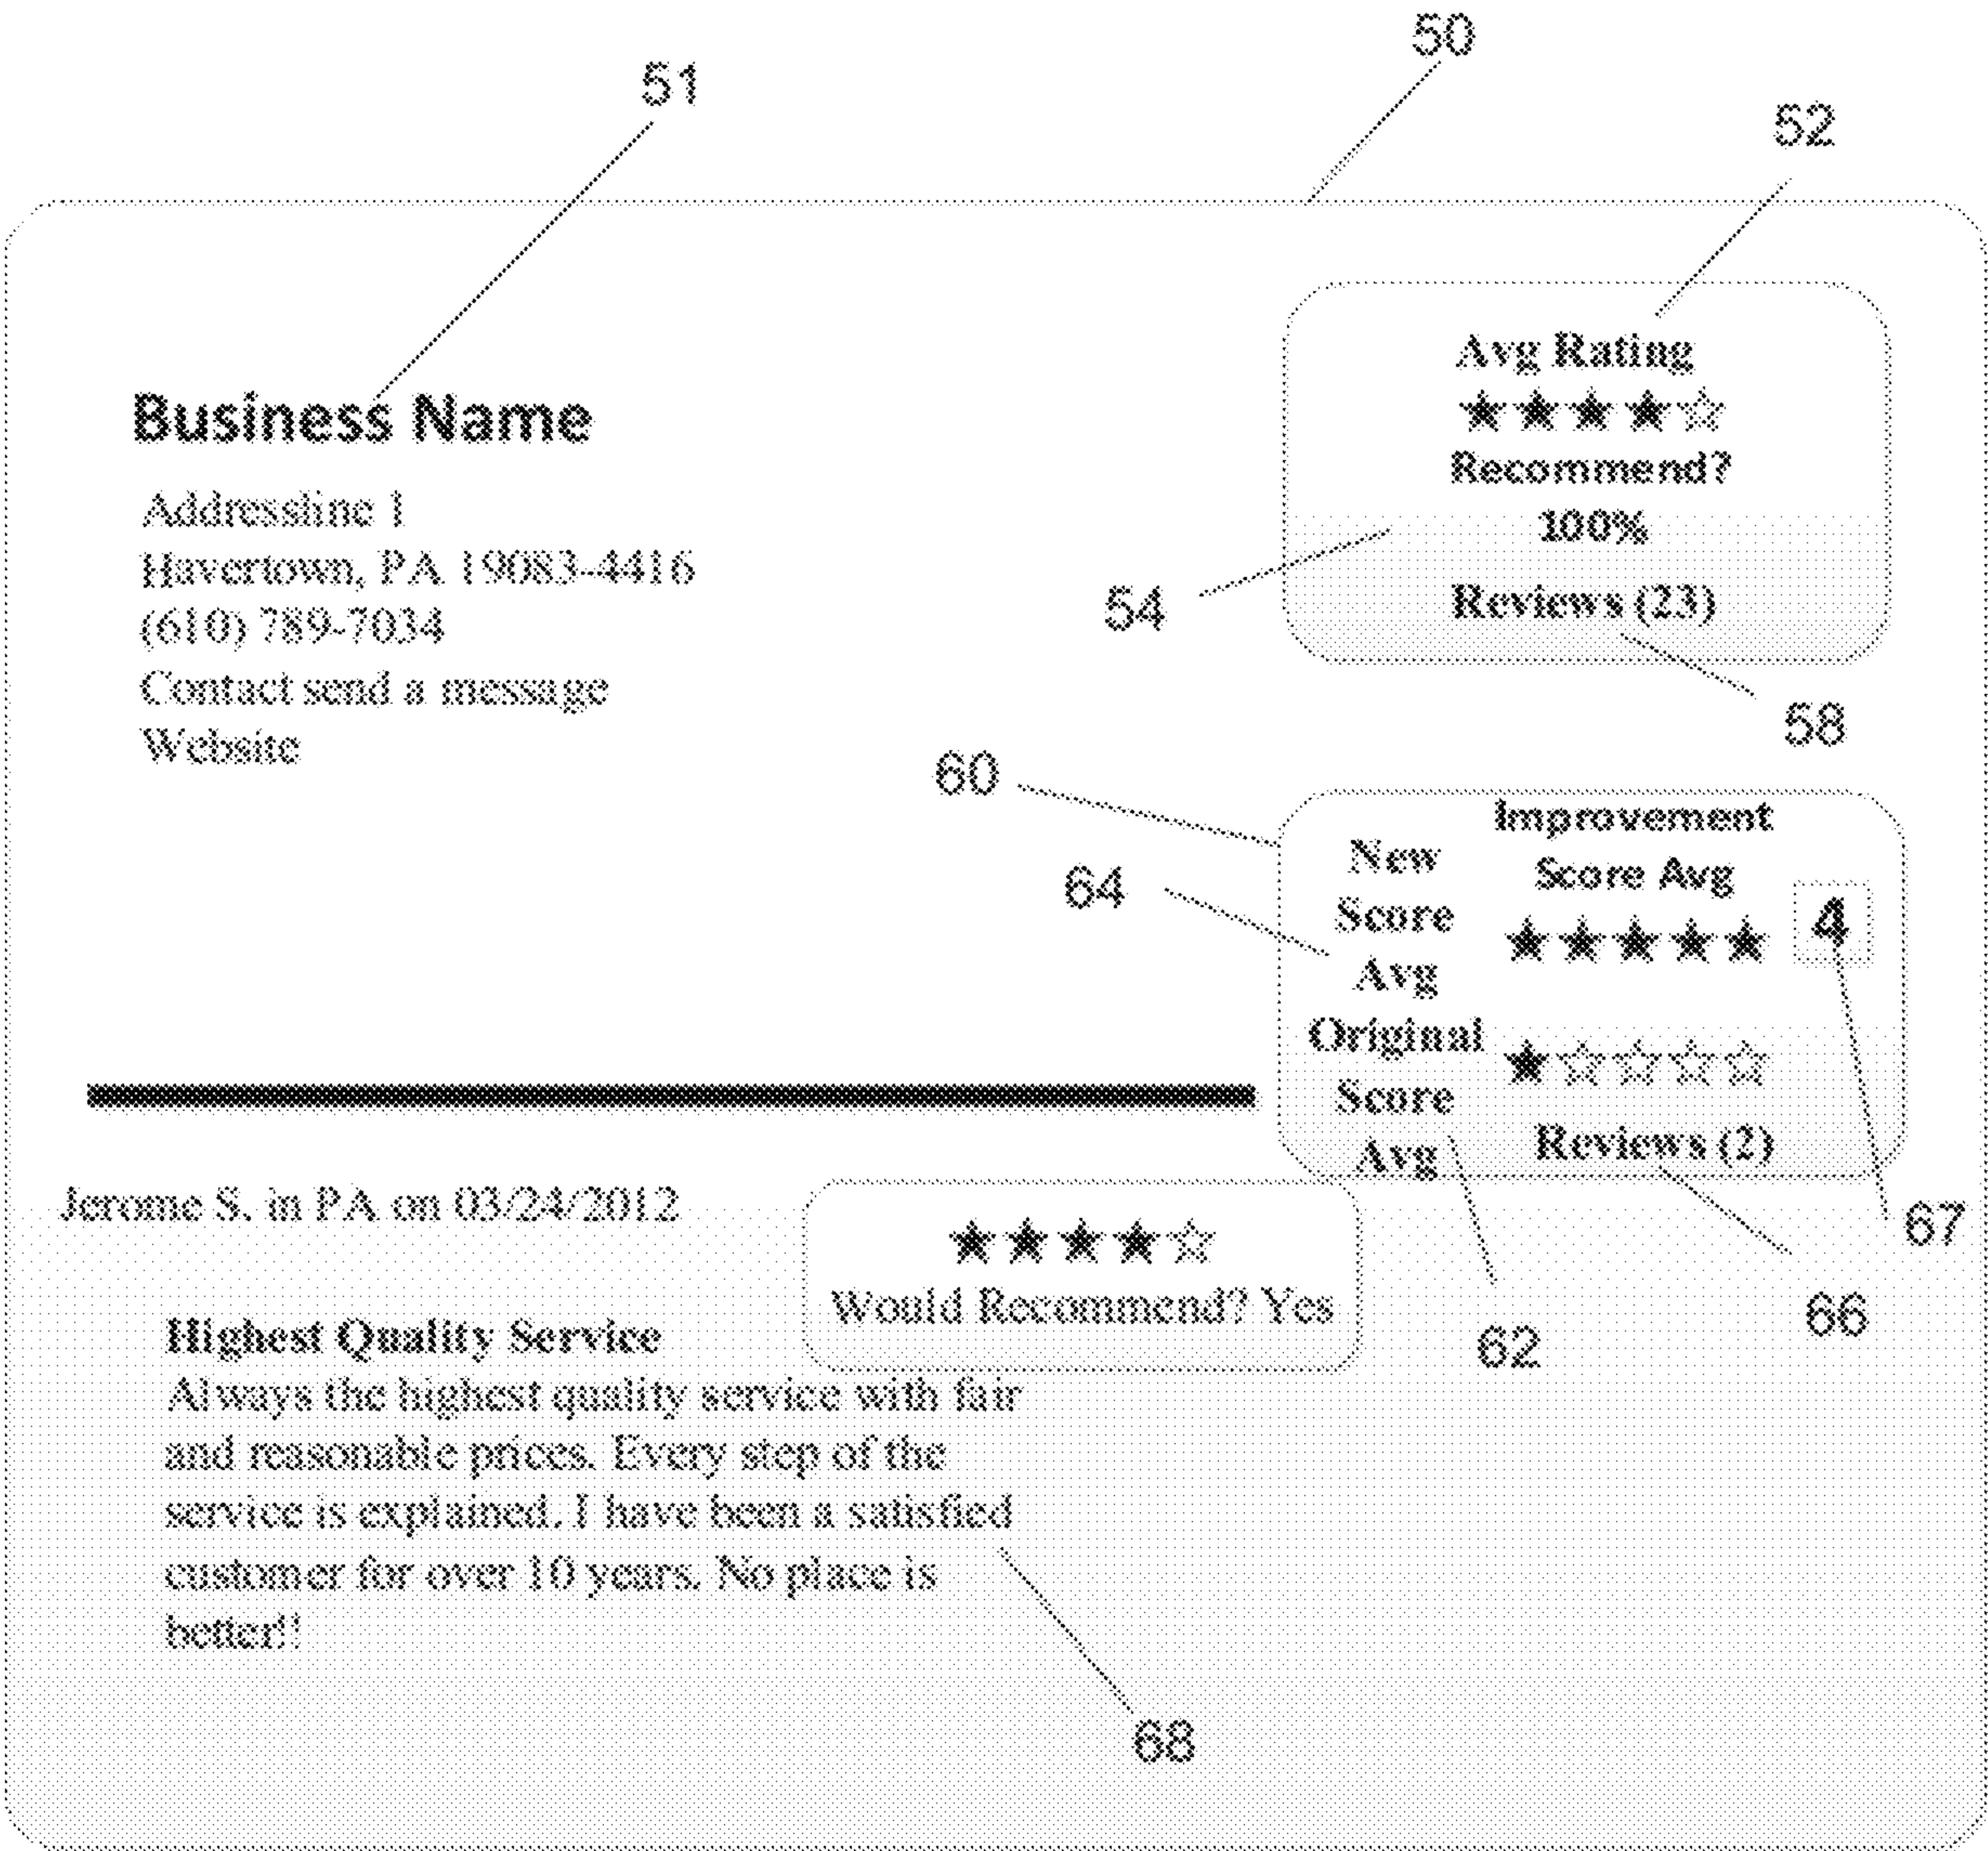 50
51
52
Avg Rating
★★★★☆
Recommend?
100%
Reviews (23)
54
58
Business Name
Addressline 1
Havertown, PA 19083-4416
(610) 789-7034
Contact send a message
Website
60
64
Improvement
Score Avg
New
Score
Avg
★★★★★
4
Original
Score
Avg
★☆☆☆☆
Reviews (2)
67
66
62
Jerome S. in PA on 03/24/2012
★★★★☆
Would Recommend? Yes
Highest Quality Service
Always the highest quality service with fair
and reasonable prices. Every step of the
service is explained. I have been a satisfied
customer for over 10 years. No place is
better!!
68